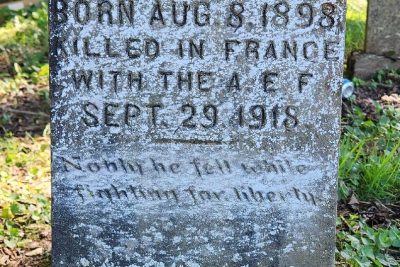 BORN AUG. 8, 1898
KILLED IN FRANCE
WITH THE A.E.F.
SEPT. 29, 1918
Nobly he fell while
fighting for liberty.